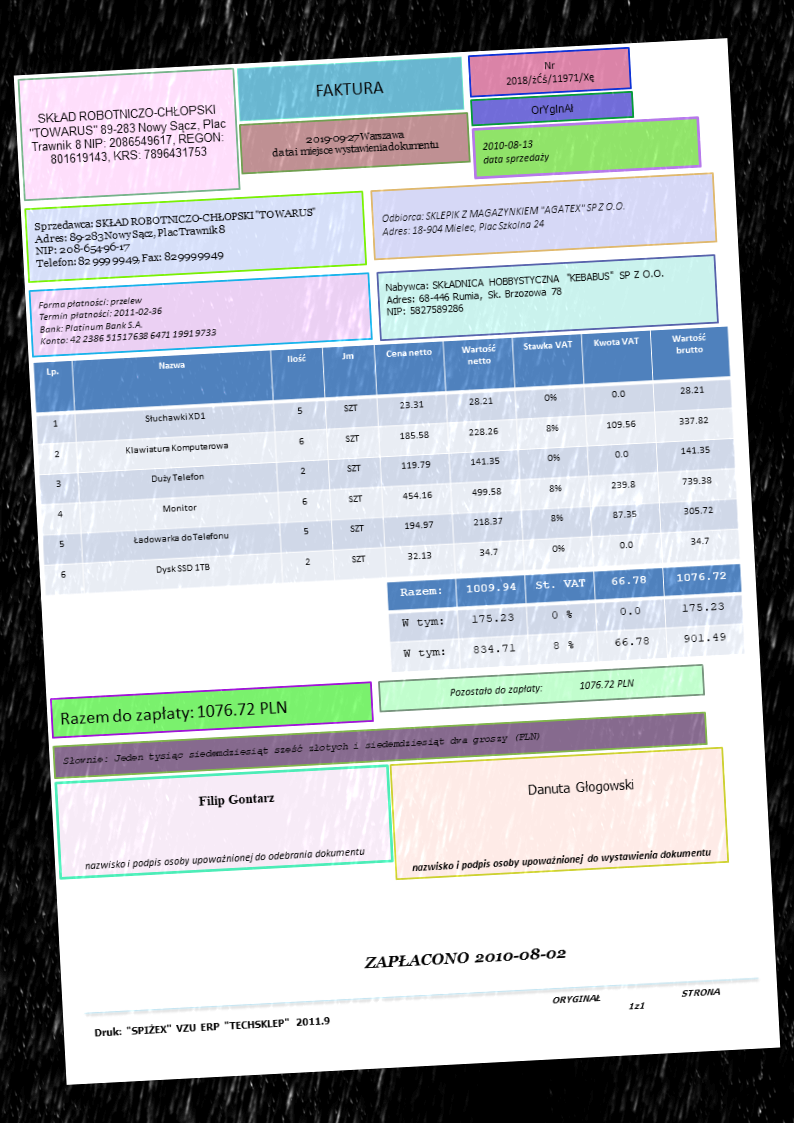 SKŁAD ROBOTNICZO-CHŁOPSKI
"TOWARUS" 89-283 Nowy Sącz, Plac
Trawnik 8 NIP: 2086549617, REGON:
801619143, KRS: 7896431753
FAKTURA
2019-09-27 Warszawa
data i miejsce wystawienia dokumentu
Nr
2018/żĆś/11971/Xę
OrYgInAł
2010-08-13
data sprzedaży
Sprzedawca: SKŁAD ROBOTNICZO-CHŁOPSKI "TOWARUS"
Adres: 89-283 Nowy Sącz, Plac Trawnik 8
NIP: 208-654-96-17
Telefon: 82 999 99 49, Fax: 82 999 99 49
Odbiorca: SKLEPIK Z MAGAZYNKIEM "AGATEX" SP Z O.O.
Adres: 18-904 Mielec, Plac Szkolna 24
Forma płatności: przelew
Termin płatności: 2011-02-36
Bank: Platinum Bank S.A.
Konto: 42 2386 5151 7638 6471 1991 9733
Nabywca: SKŁADNICA HOBBYSTYCZNA "KEBABUS" SP Z O.O.
Adres: 68-446 Rumia, Sk. Brzozowa 78
NIP: 5827589286
Lp. Nazwa Ilość Jm Cena netto Wartość netto Stawka VAT Kwota VAT Wartość brutto
1 Słuchawki XD1 5 SZT 23.31 28.21 0% 0.0 28.21
2 Klawiatura Komputerowa 6 SZT 185.58 228.26 8% 109.56 337.82
3 Duży Telefon 2 SZT 119.79 141.35 0% 0.0 141.35
4 Monitor 6 SZT 454.16 499.58 8% 239.8 739.38
5 Ładowarka do Telefonu 5 SZT 194.97 218.37 8% 87.35 305.72
6 Dysk SSD 1TB 2 SZT 32.13 34.7 0% 0.0 34.7
Razem: 1009.94 St. VAT 66.78 1076.72
W tym: 175.23 0 % 0.0 175.23
W tym: 834.71 8 % 66.78 901.49
Razem do zapłaty: 1076.72 PLN
Pozostało do zapłaty: 1076.72 PLN
Słownie: Jeden tysiąc siedemdziesiąt sześć złotych i siedemdziesiąt dwa groszy (PLN)
Filip Gontarz
nazwisko i podpis osoby upoważnionej do odebrania dokumentu
Danuta Głogowski
nazwisko i podpis osoby upoważnionej do wystawienia dokumentu
ZAPŁACONO 2010-08-02
ORYGINAŁ STRONA
1z1
Druk: "SPIŻEX" VZU ERP "TECHSKLEP" 2011.9